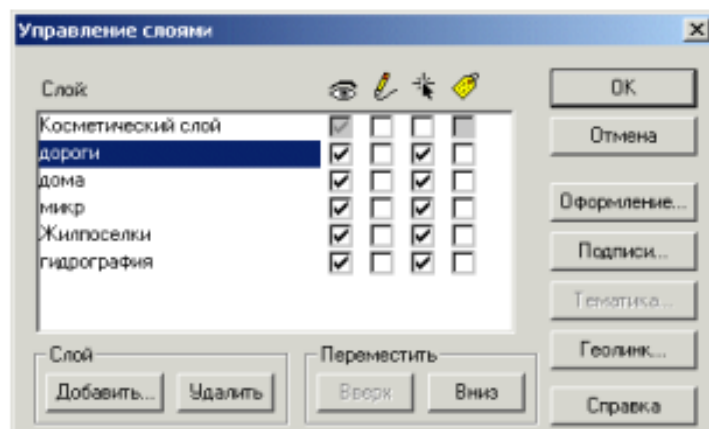 Управление слоями
Слой:
Косметический слой
дороги
дома
микр
Жилпоселки
гидрография
OK
Отмена
Оформление...
Подписи...
Тематика...
Геолинк...
Справка
Слой
Добавить...
Удалить
Переместить
Вверх
Вниз